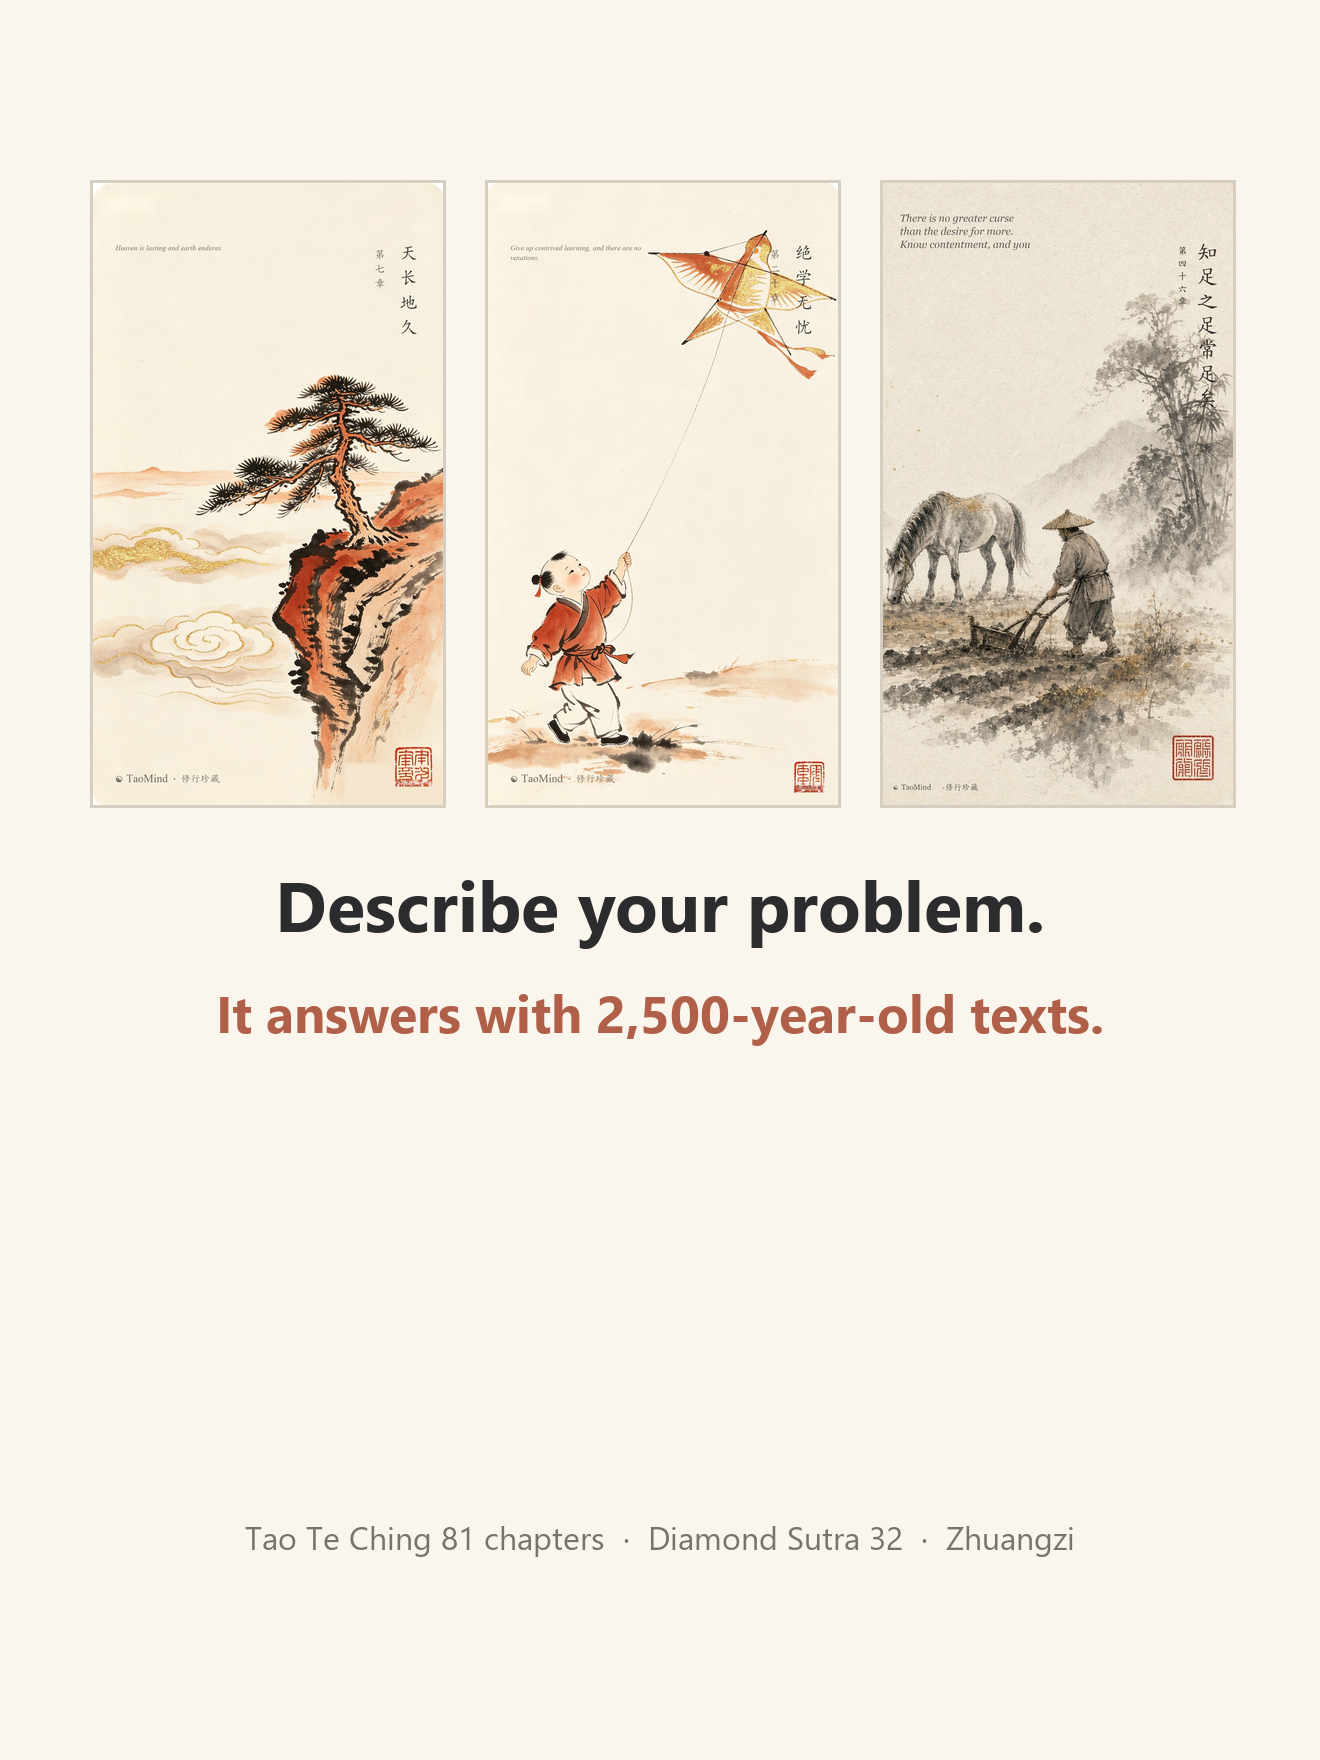 Heaven is lasting and earth endures.
天长地久
第七章
TaoMind · 修行珍藏
Give up contrived learning, and there are no
vexations.
绝学无忧
第二十章
TaoMind · 修行珍藏
There is no greater curse
than the desire for more.
Know contentment, and you
知足之足常足矣
第四十六章
TaoMind · 修行珍藏
Describe your problem.
It answers with 2,500-year-old texts.
Tao Te Ching 81 chapters · Diamond Sutra 32 · Zhuangzi